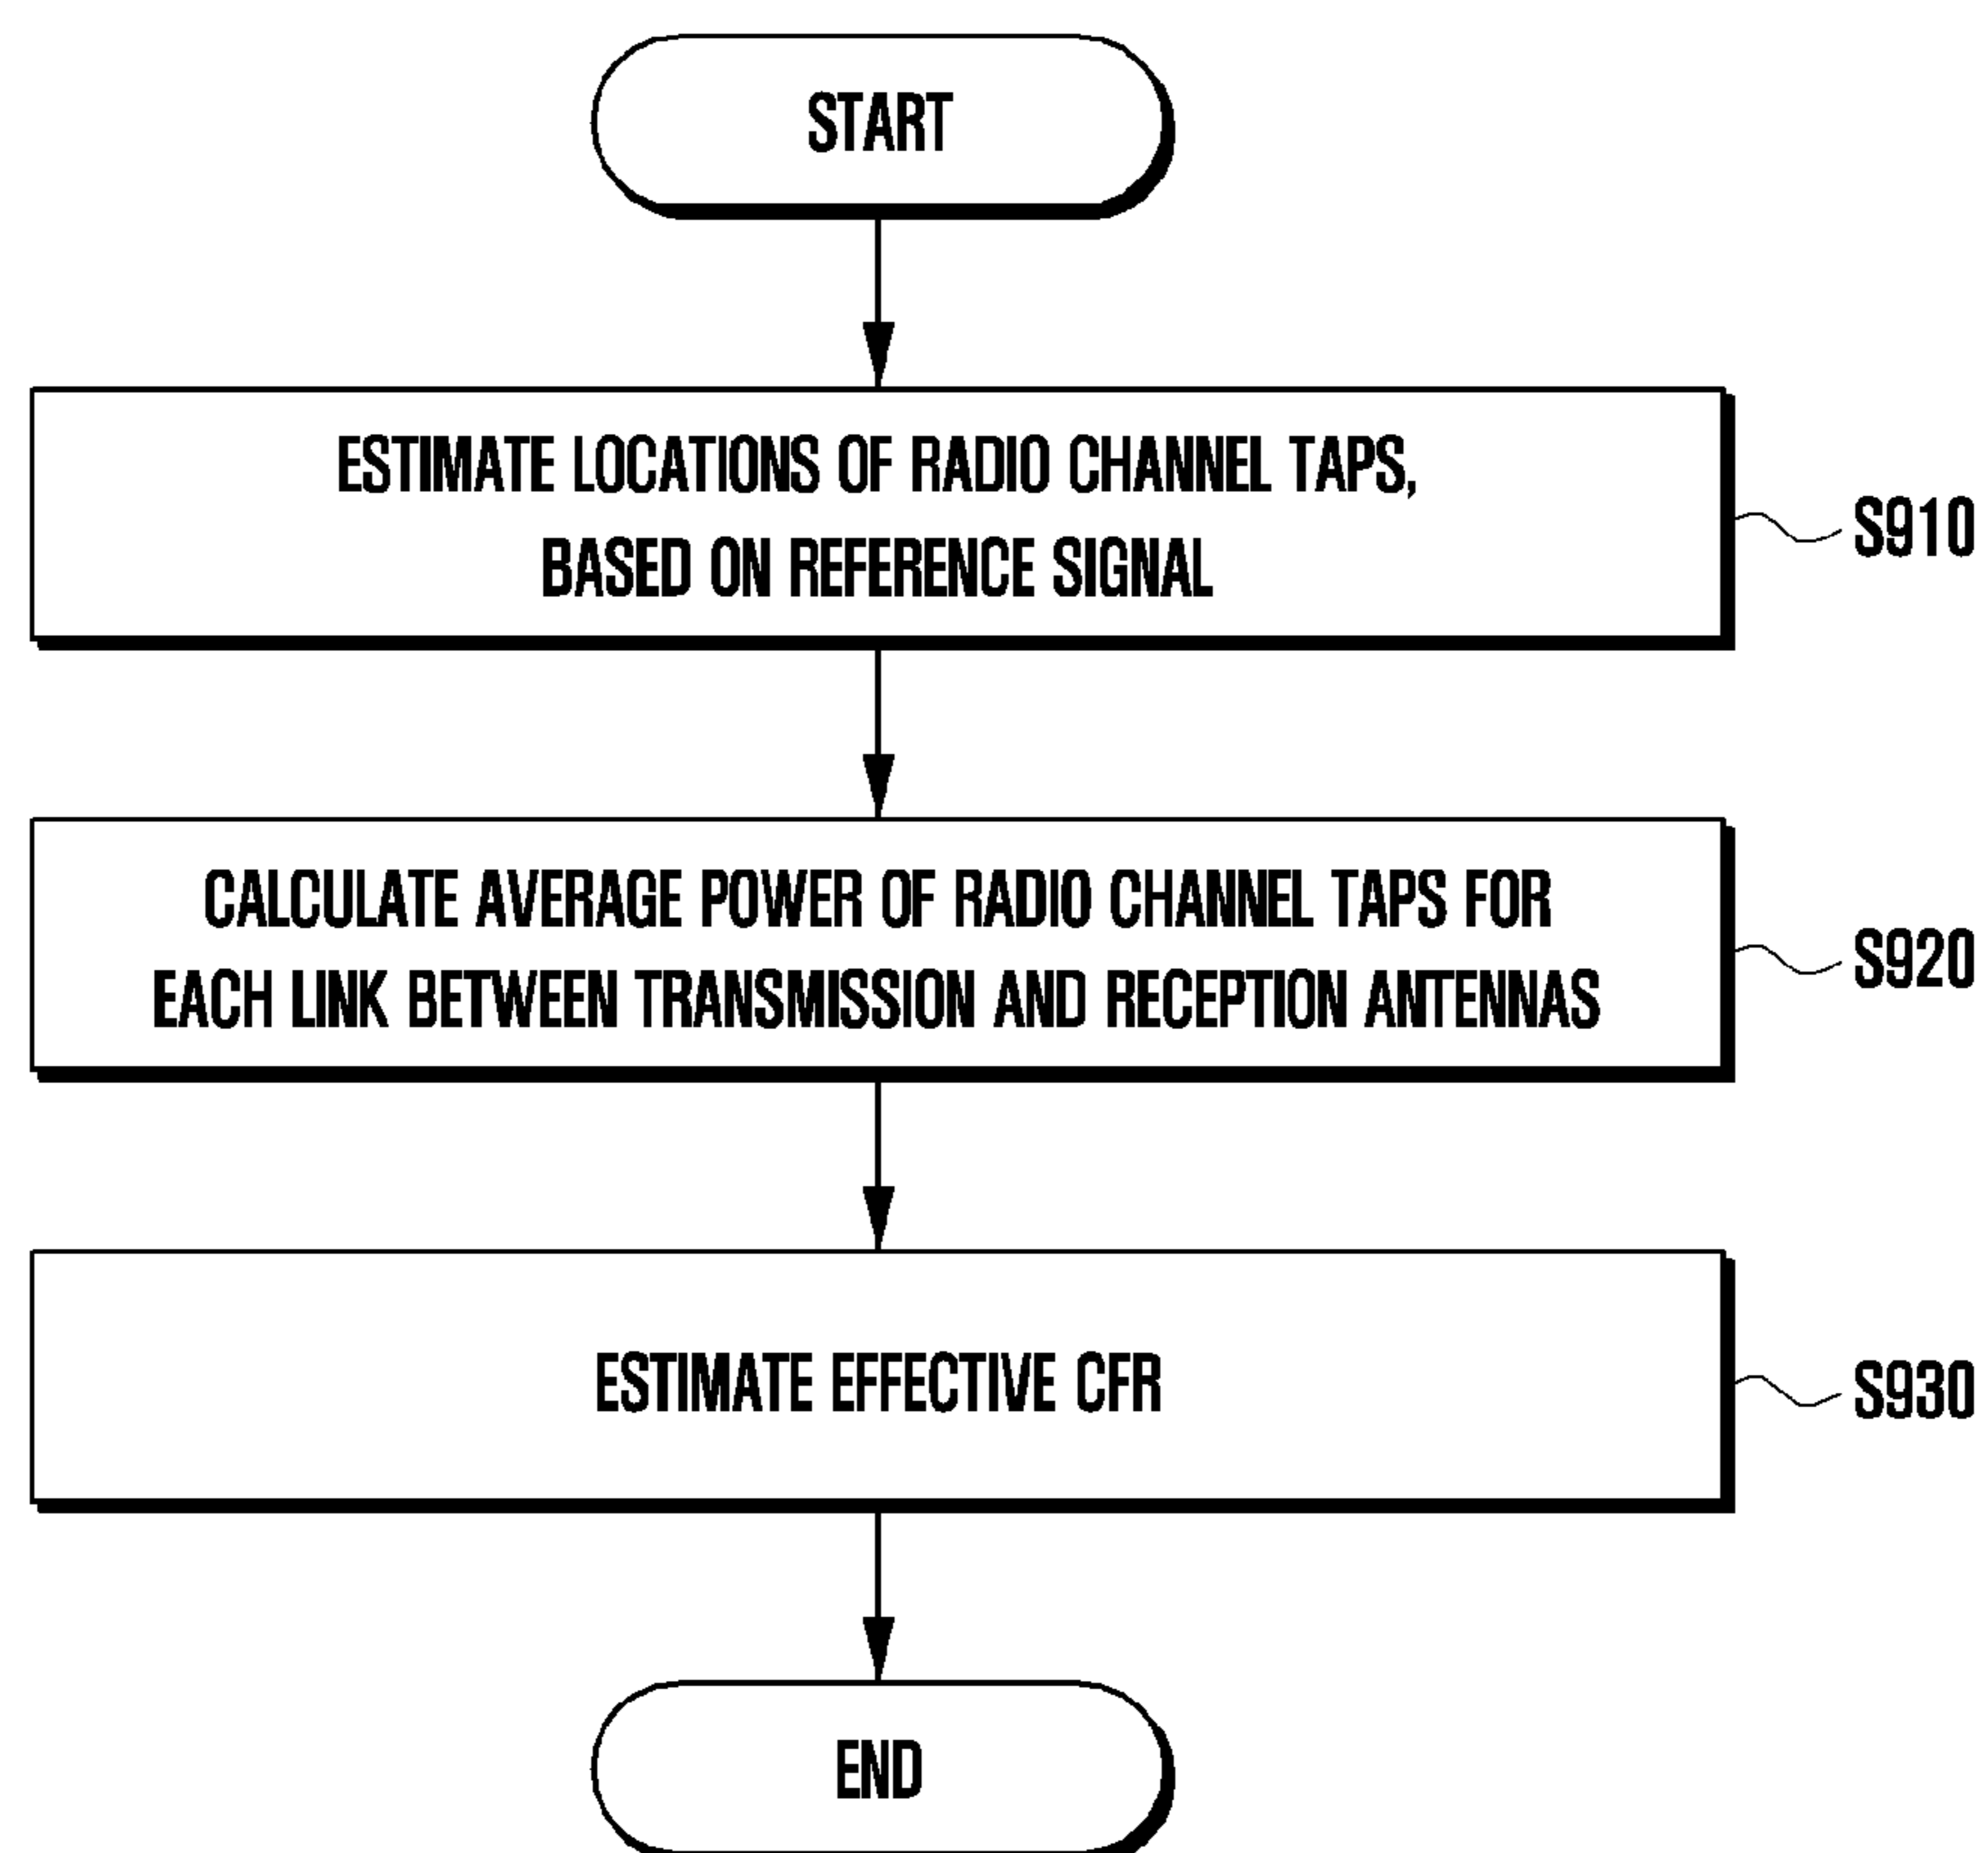 START
ESTIMATE LOCATIONS OF RADIO CHANNEL TAPS,
BASED ON REFERENCE SIGNAL
S910
CALCULATE AVERAGE POWER OF RADIO CHANNEL TAPS FOR
EACH LINK BETWEEN TRANSMISSION AND RECEPTION ANTENNAS
S920
ESTIMATE EFFECTIVE CFR
S930
END